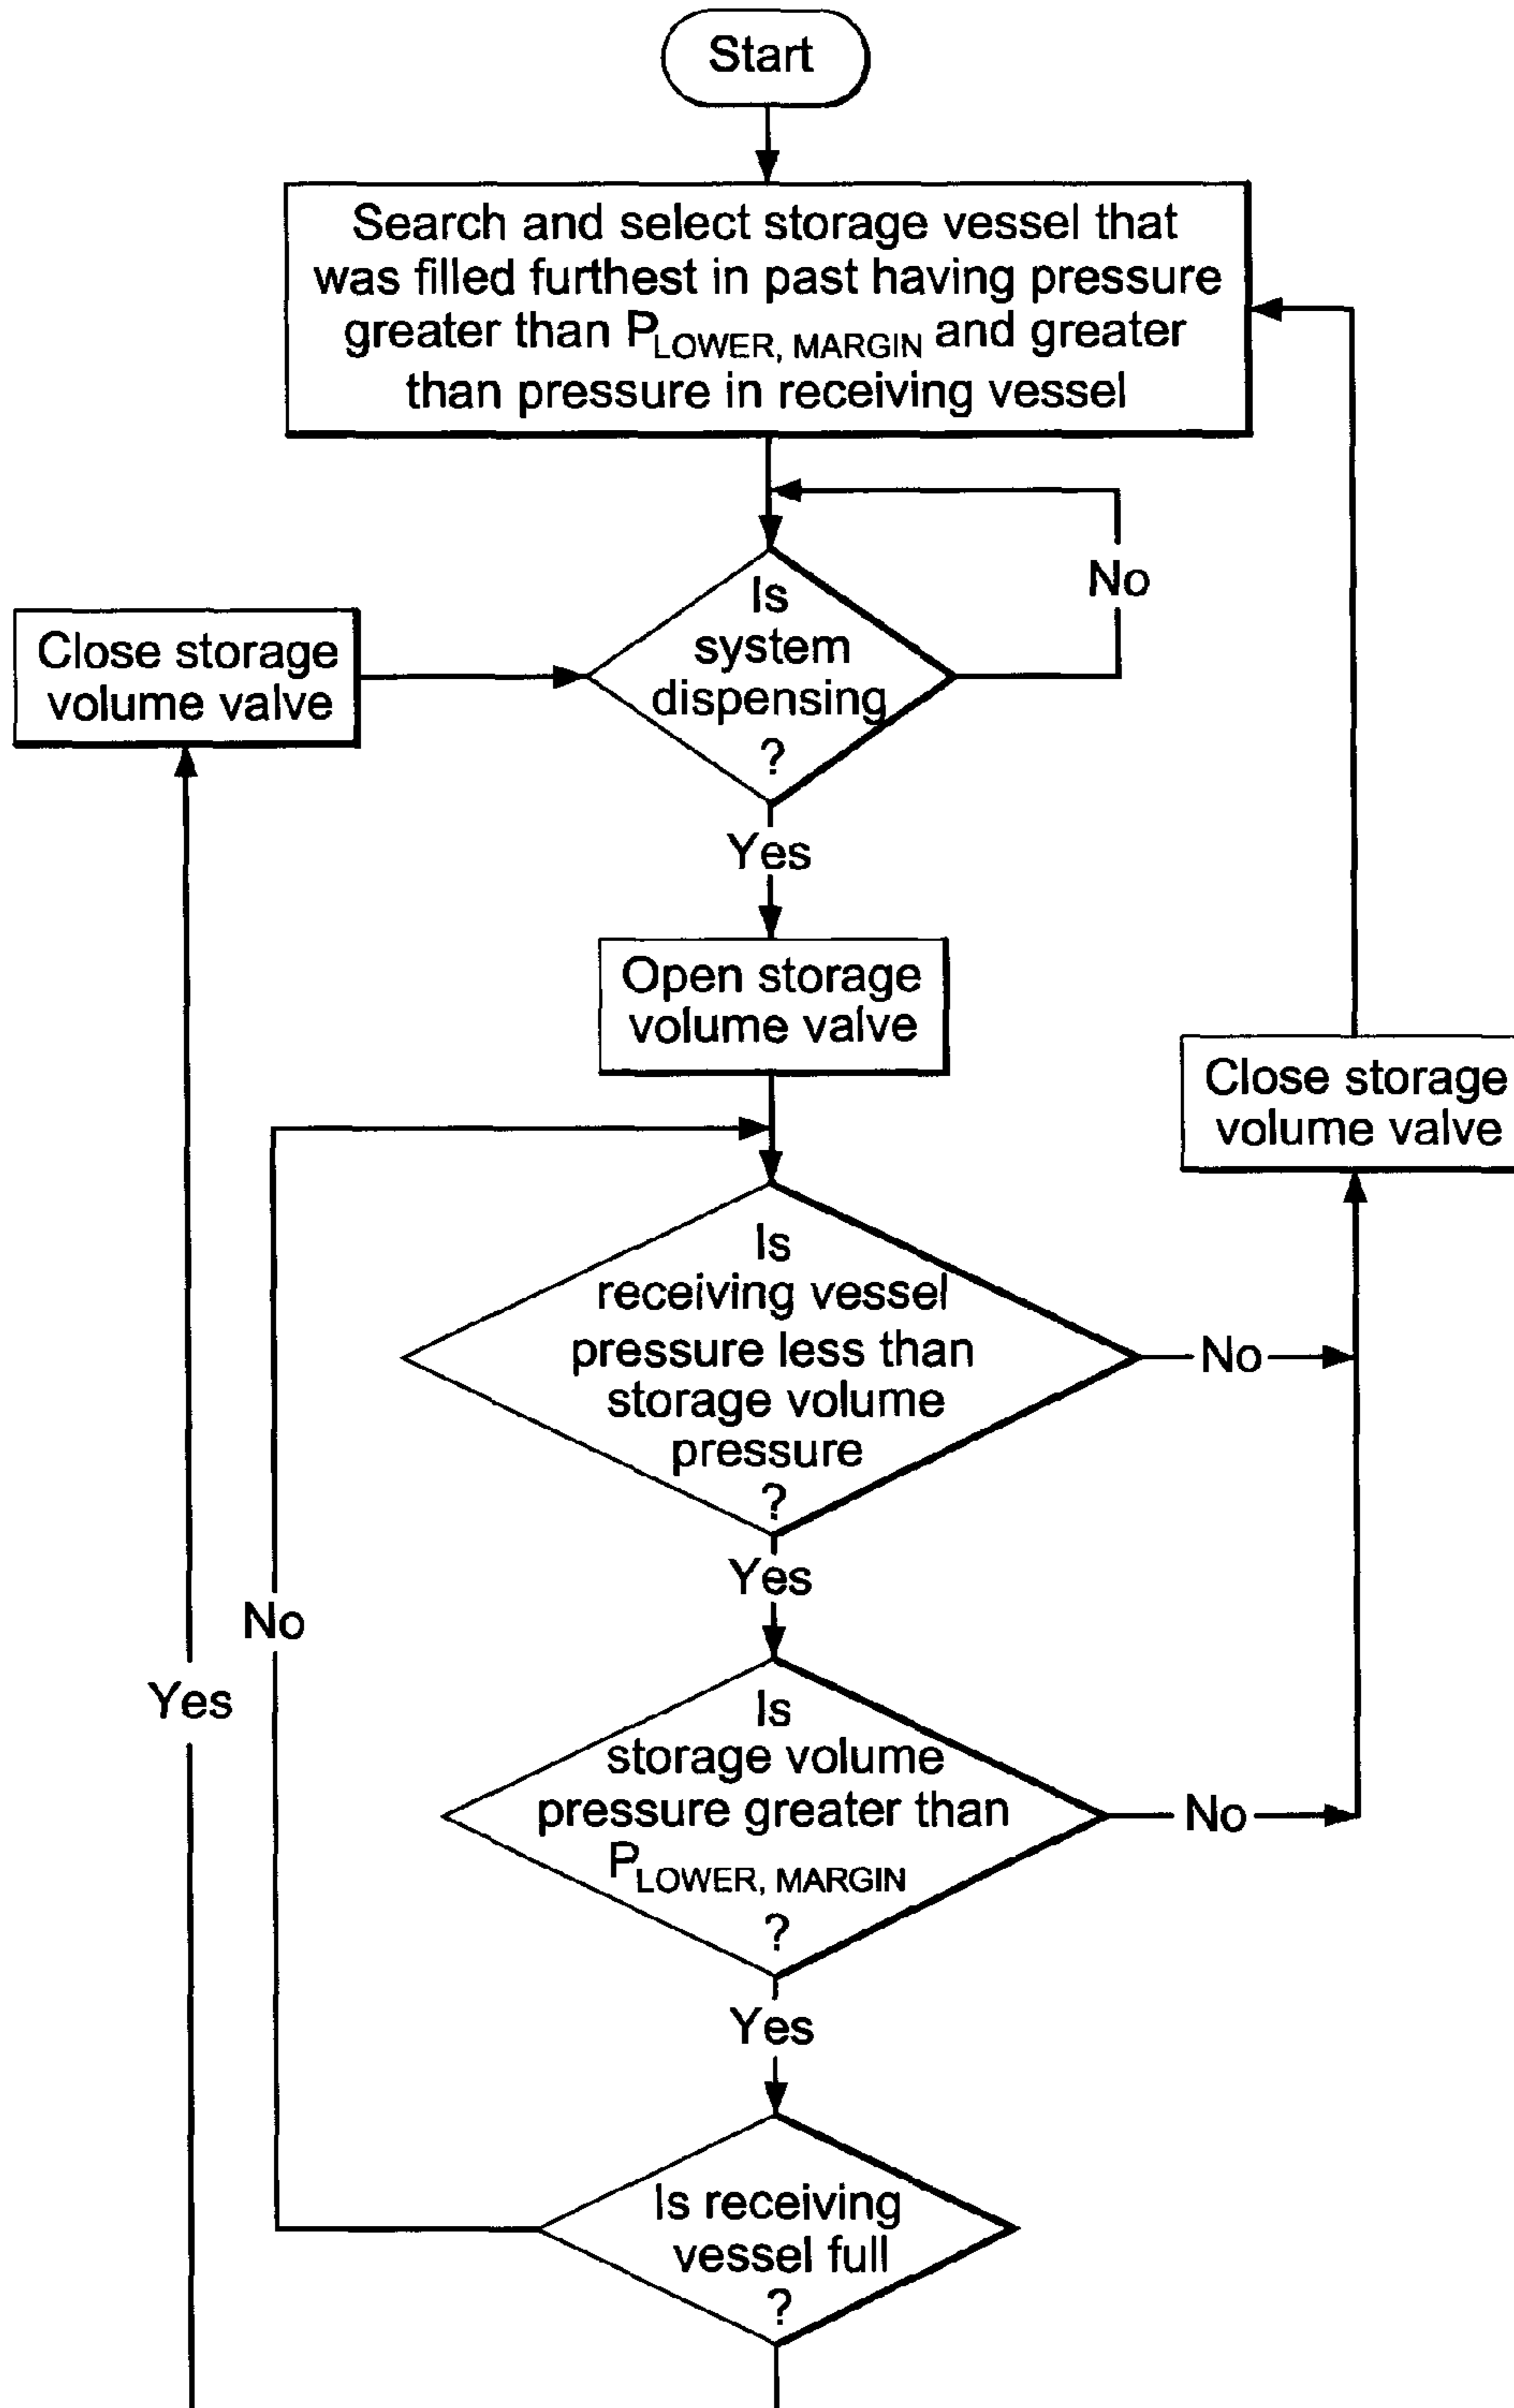 Start
Search and select storage vessel that
was filled furthest in past having pressure
greater than P LOWER, MARGIN and greater
than pressure in receiving vessel
No
Is
system
dispensing
?
Close storage
volume valve
Yes
Open storage
volume valve
Close storage
volume valve
Is
receiving vessel
pressure less than
storage volume
pressure
?
No
Yes
No
Yes
Is
storage volume
pressure greater than
P LOWER, MARGIN
?
No
Yes
Is receiving
vessel full
?